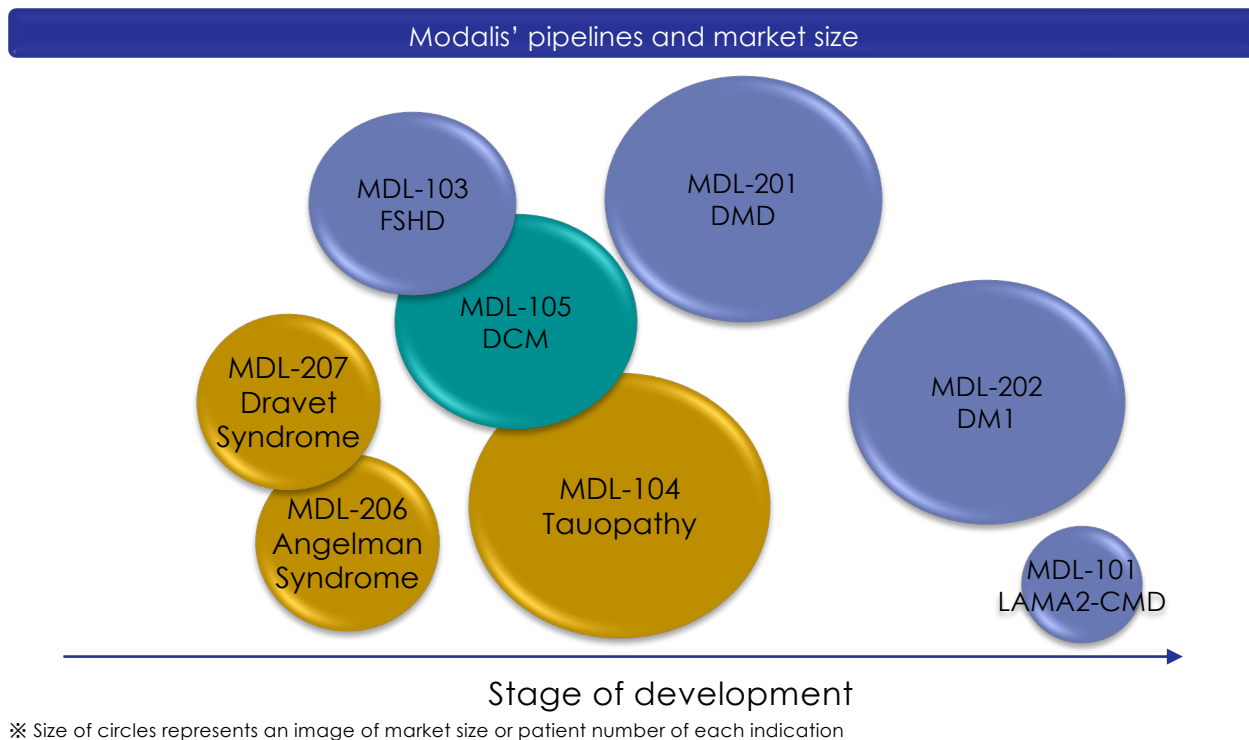 Modalis' pipelines and market size
MDL-103
FSHD
MDL-201
DMD
MDL-105
DCM
MDL-207
Dravet
Syndrome
MDL-202
DM1
MDL-104
Tauopathy
MDL-206
Angelman
Syndrome
MDL-101
LAMA2-CMD
Stage of development
※ Size of circles represents an image of market size or patient number of each indication